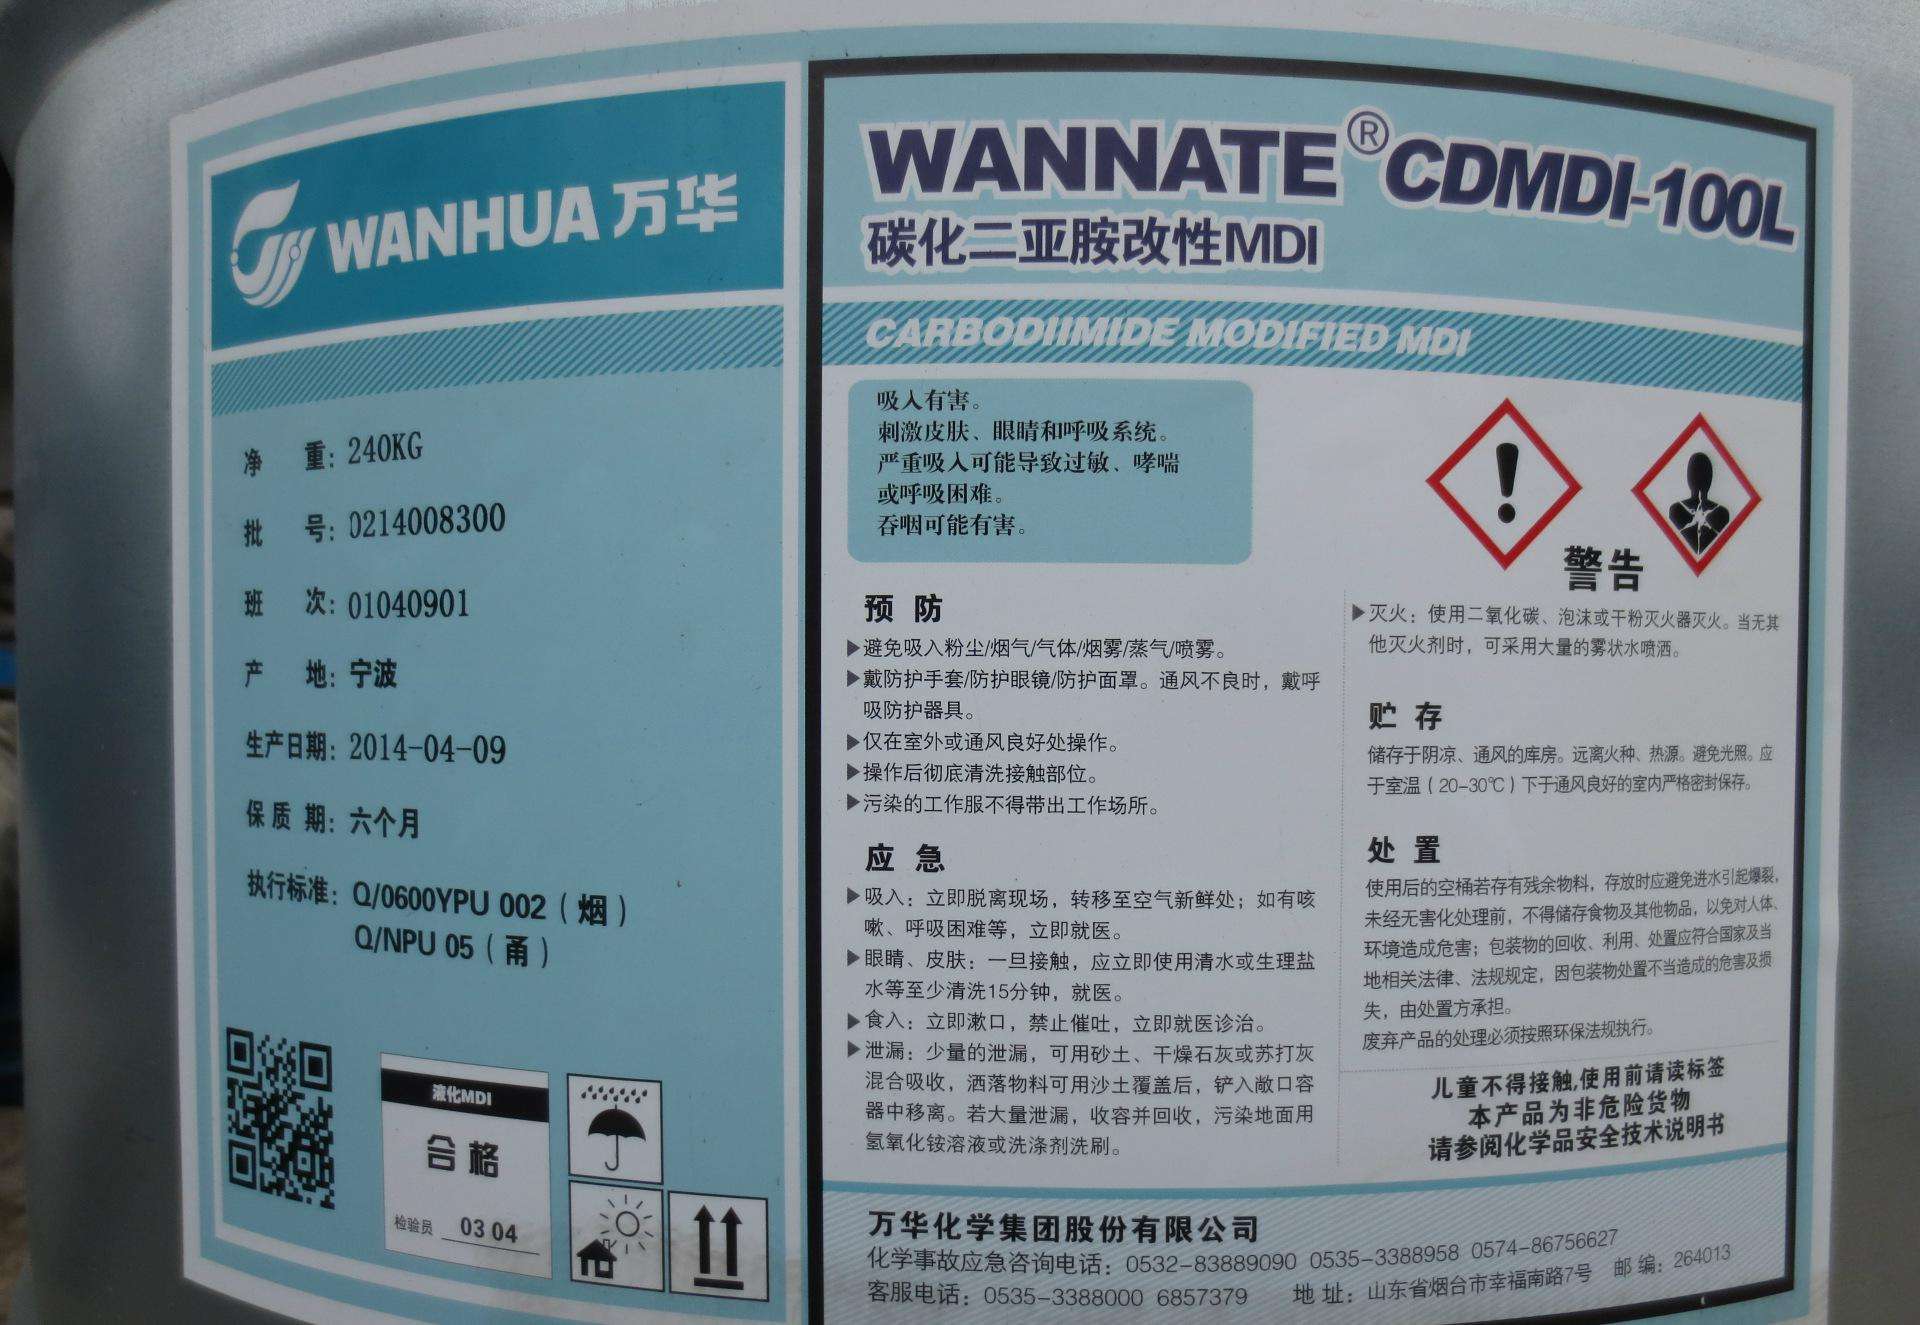 WANHUA 万华
净 重: 240KG
批 号: 0214008300
班 次: 01040901
产 地: 宁波
生产日期: 2014-04-09
保 质 期: 六个月
执行标准: Q/0600YPU 002（烟）
Q/NPU 05（甬）
液化MDI
合格
检验员 03 04
WANNATE® CDMDI-100L
碳化二亚胺改性MDI
CARBODIIMIDE MODIFIED MDI
吸入有害。
刺激皮肤、眼睛和呼吸系统。
严重吸入可能导致过敏、哮喘
或呼吸困难。
吞咽可能有害。
警告
预 防
▶避免吸入粉尘/烟气/气体/烟雾/蒸气/喷雾。
▶戴防护手套/防护眼镜/防护面罩。通风不良时，戴呼
吸防护器具。
▶仅在室外或通风良好处操作。
▶操作后彻底清洗接触部位。
▶污染的工作服不得带出工作场所。
应 急
▶吸入：立即脱离现场，转移至空气新鲜处；如有咳
嗽、呼吸困难等，立即就医。
▶眼睛、皮肤：一旦接触，应立即使用清水或生理盐
水等至少清洗15分钟，就医。
▶食入：立即漱口，禁止催吐，立即就医诊治。
▶泄漏：少量的泄漏，可用砂土、干燥石灰或苏打灰
混合吸收，洒落物料可用沙土覆盖后，铲入敞口容
器中移离。若大量泄漏，收容并回收，污染地面用
氢氧化铵溶液或洗涤剂洗刷。
▶灭火：使用二氧化碳、泡沫或干粉灭火器灭火。当无其
他灭火剂时，可采用大量的雾状水喷洒。
贮 存
储存于阴凉、通风的库房。远离火种、热源。避免光照。应
于室温（20-30℃）下于通风良好的室内严格密封保存。
处 置
使用后的空桶若存有残余物料，存放时应避免进水引起爆裂，
未经无害化处理前，不得储存食物及其他物品，以免对人体、
环境造成危害；包装物的回收、利用、处置应符合国家及当
地相关法律、法规规定，因包装物处置不当造成的危害及损
失，由处置方承担。
废弃产品的处理必须按照环保法规执行。
儿童不得接触,使用前请读标签
本产品为非危险货物
请参阅化学品安全技术说明书
万华化学集团股份有限公司
化学事故应急咨询电话：0532-83889090 0535-3388958 0574-86756627
客服电话：0535-3388000 6857379 地 址：山东省烟台市幸福南路7号 邮 编：264013